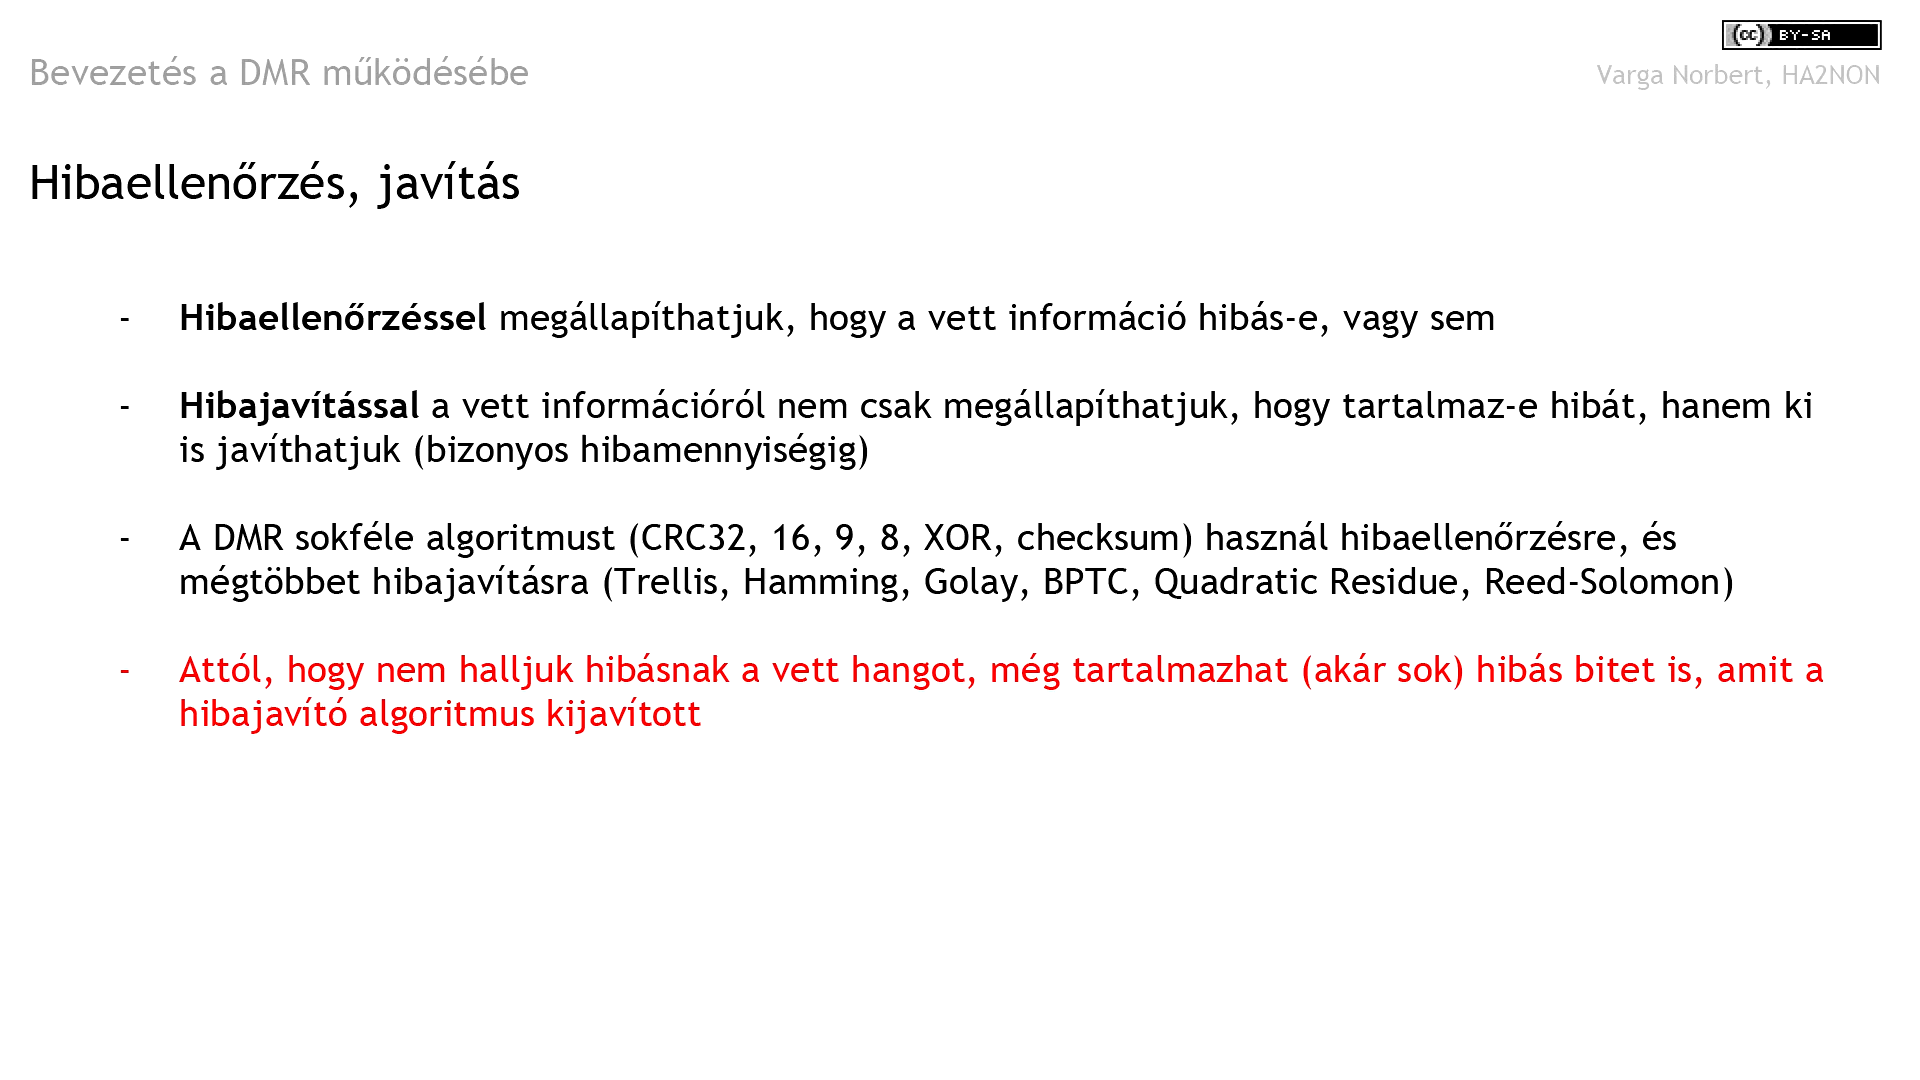 (cc) BY-SA
Bevezetés a DMR működésébe
Varga Norbert, HA2NON
Hibaellenőrzés, javítás
- Hibaellenőrzéssel megállapíthatjuk, hogy a vett információ hibás-e, vagy sem
- Hibajavítással a vett információról nem csak megállapíthatjuk, hogy tartalmaz-e hibát, hanem ki
is javíthatjuk (bizonyos hibamennyiségig)
- A DMR sokféle algoritmust (CRC32, 16, 9, 8, XOR, checksum) használ hibaellenőrzésre, és
mégtöbbet hibajavításra (Trellis, Hamming, Golay, BPTC, Quadratic Residue, Reed-Solomon)
- Attól, hogy nem halljuk hibásnak a vett hangot, még tartalmazhat (akár sok) hibás bitet is, amit a
hibajavító algoritmus kijavított